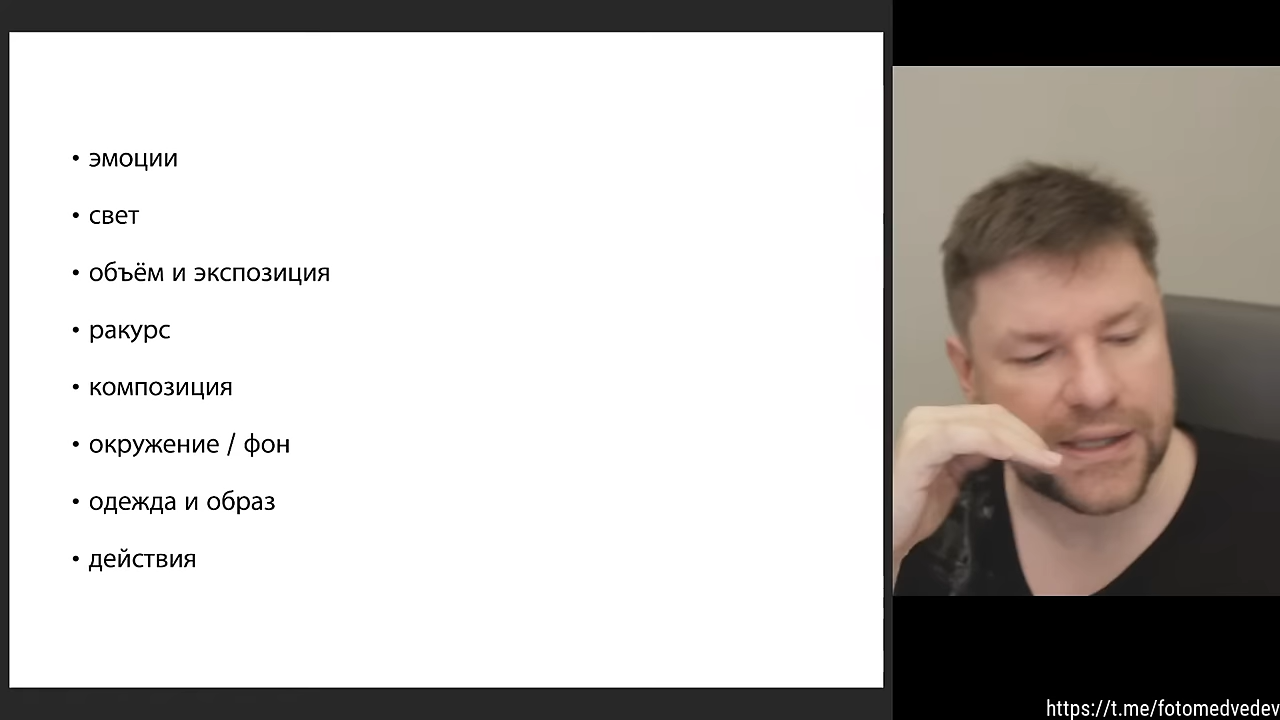 • эмоции
• свет
• объём и экспозиция
• ракурс
• композиция
• окружение / фон
• одежда и образ
• действия
https://t.me/fotomedvedev